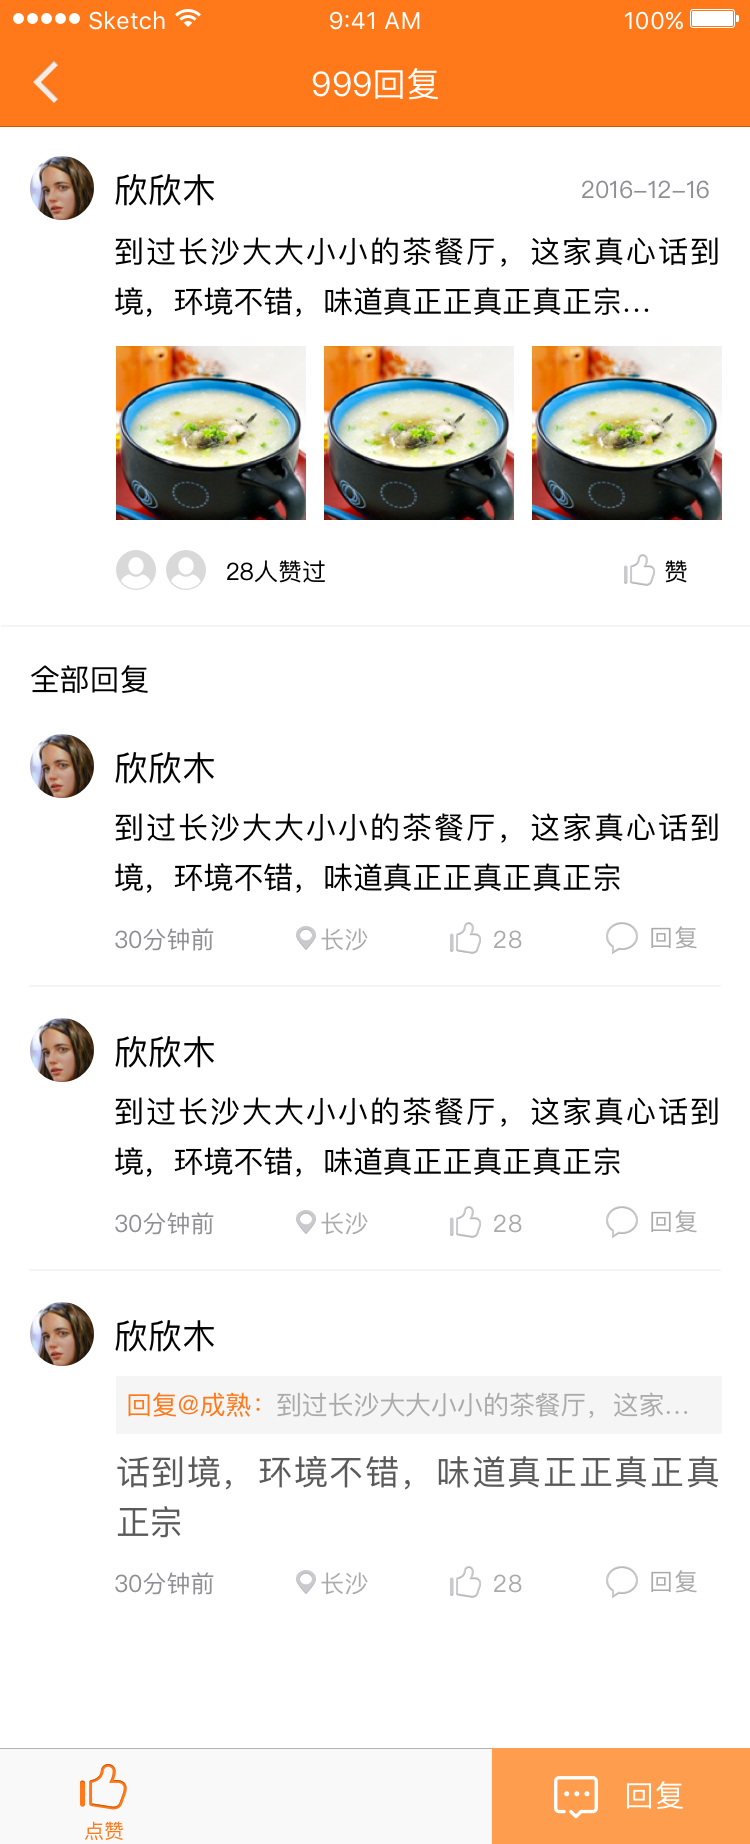 Sketch 9:41 AM 100%
999回复
欣欣木 2016-12-16
到过长沙大大小小的茶餐厅，这家真心话到
境，环境不错，味道真正正真正真正宗...
28人赞过 赞
全部回复
欣欣木
到过长沙大大小小的茶餐厅，这家真心话到
境，环境不错，味道真正正真正真正宗
30分钟前 长沙 28 回复
欣欣木
到过长沙大大小小的茶餐厅，这家真心话到
境，环境不错，味道真正正真正真正宗
30分钟前 长沙 28 回复
欣欣木
回复@成熟：到过长沙大大小小的茶餐厅，这家...
话到境，环境不错，味道真正正真正真
正宗
30分钟前 长沙 28 回复
点赞 回复